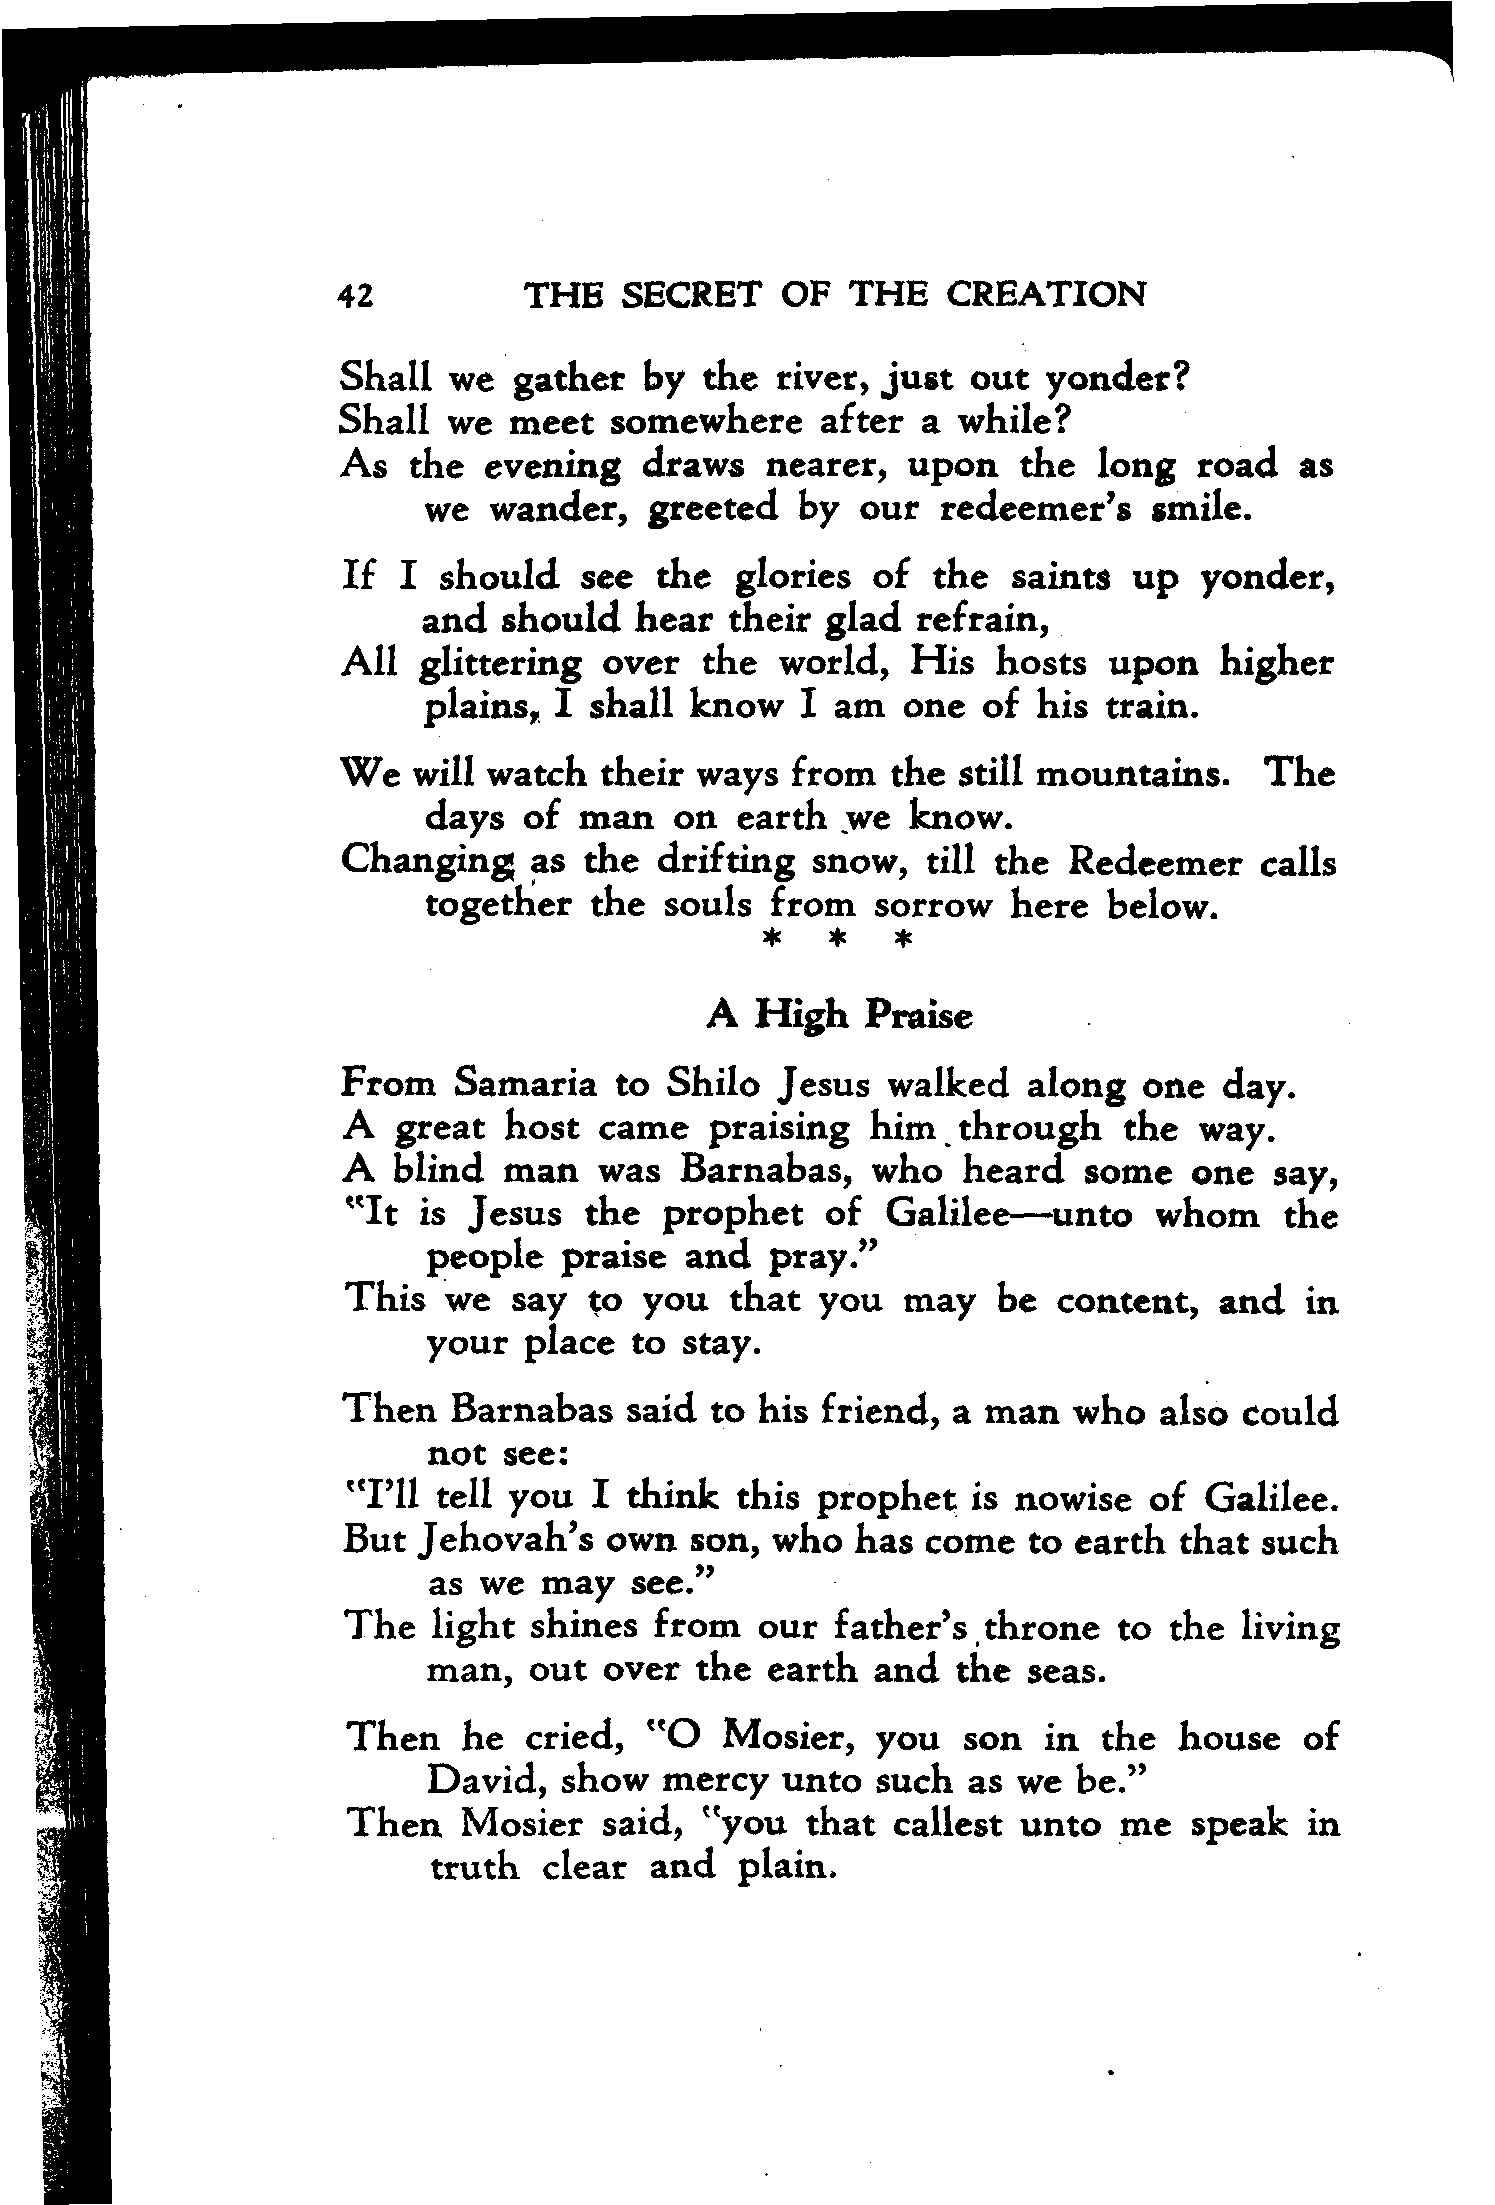 42 THE SECRET OF THE CREATION
Shall we gather by the river, just out yonder?
Shall we meet somewhere after a while?
As the evening draws nearer, upon the long road as
we wander, greeted by our redeemer's smile.
If I should see the glories of the saints up yonder,
and should hear their glad refrain,
All glittering over the world, His hosts upon higher
plains, I shall know I am one of his train.
We will watch their ways from the still mountains. The
days of man on earth we know.
Changing as the drifting snow, till the Redeemer calls
together the souls from sorrow here below.
* * *
A High Praise
From Samaria to Shilo Jesus walked along one day.
A great host came praising him through the way.
A blind man was Barnabas, who heard some one say,
"It is Jesus the prophet of Galilee—unto whom the
people praise and pray."
This we say to you that you may be content, and in
your place to stay.
Then Barnabas said to his friend, a man who also could
not see:
"I'll tell you I think this prophet is nowise of Galilee.
But Jehovah's own son, who has come to earth that such
as we may see."
The light shines from our father's throne to the living
man, out over the earth and the seas.
Then he cried, "O Mosier, you son in the house of
David, show mercy unto such as we be."
Then Mosier said, "you that callest unto me speak in
truth clear and plain.